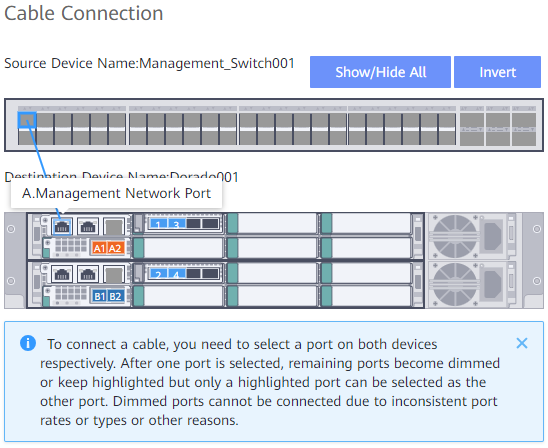 Cable Connection
Source Device Name:Management_Switch001
Show/Hide All
Invert
Destination Device Name:Dorado001
A.Management Network Port
1 3
A1 A2
2 4
B1 B2
To connect a cable, you need to select a port on both devices
respectively. After one port is selected, remaining ports become dimmed
or keep highlighted but only a highlighted port can be selected as the
other port. Dimmed ports cannot be connected due to inconsistent port
rates or types or other reasons.